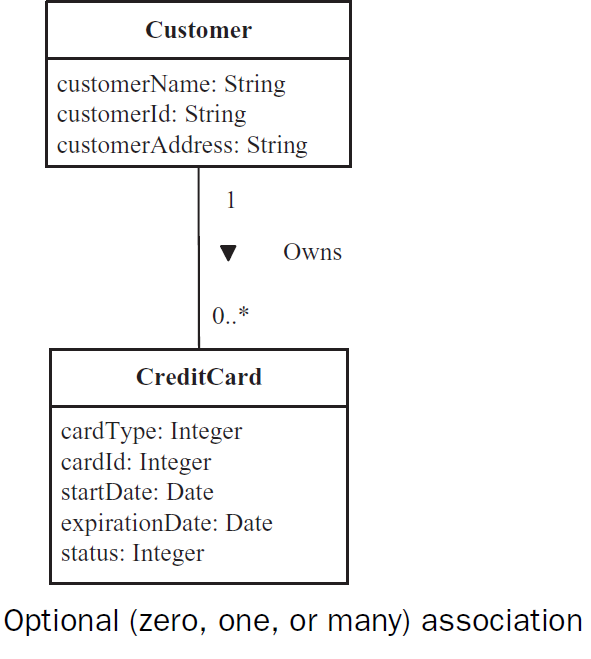 Customer
customerName: String
customerId: String
customerAddress: String
1
Owns
0..*
CreditCard
cardType: Integer
cardId: Integer
startDate: Date
expirationDate: Date
status: Integer
Optional (zero, one, or many) association